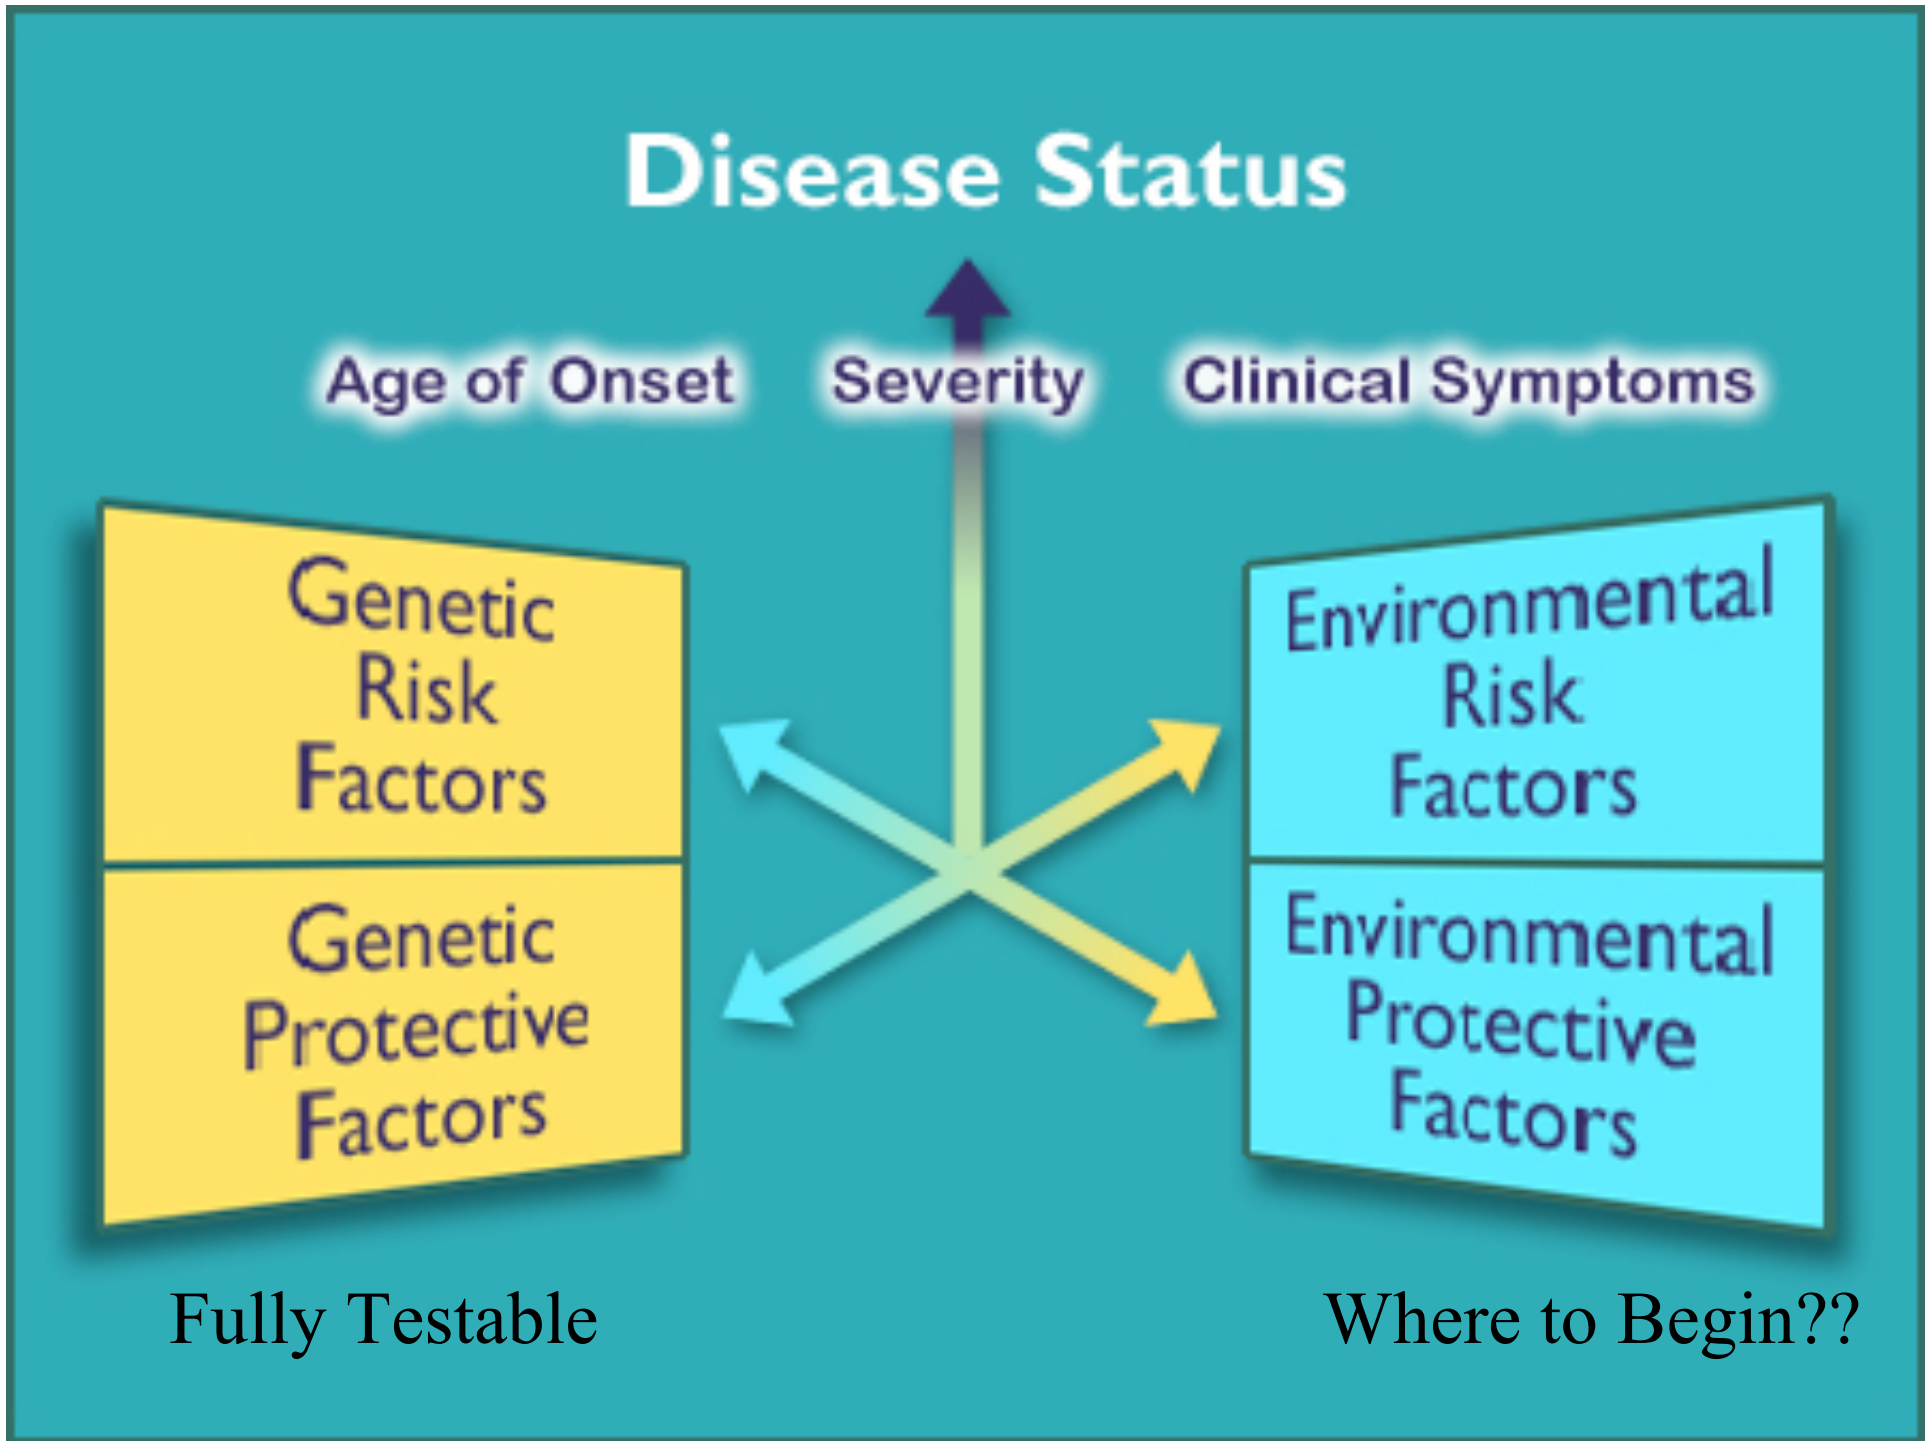 Disease Status
Age of Onset Severity Clinical Symptoms
Genetic
Risk
Factors
Genetic
Protective
Factors
Environmental
Risk
Factors
Environmental
Protective
Factors
Fully Testable
Where to Begin??